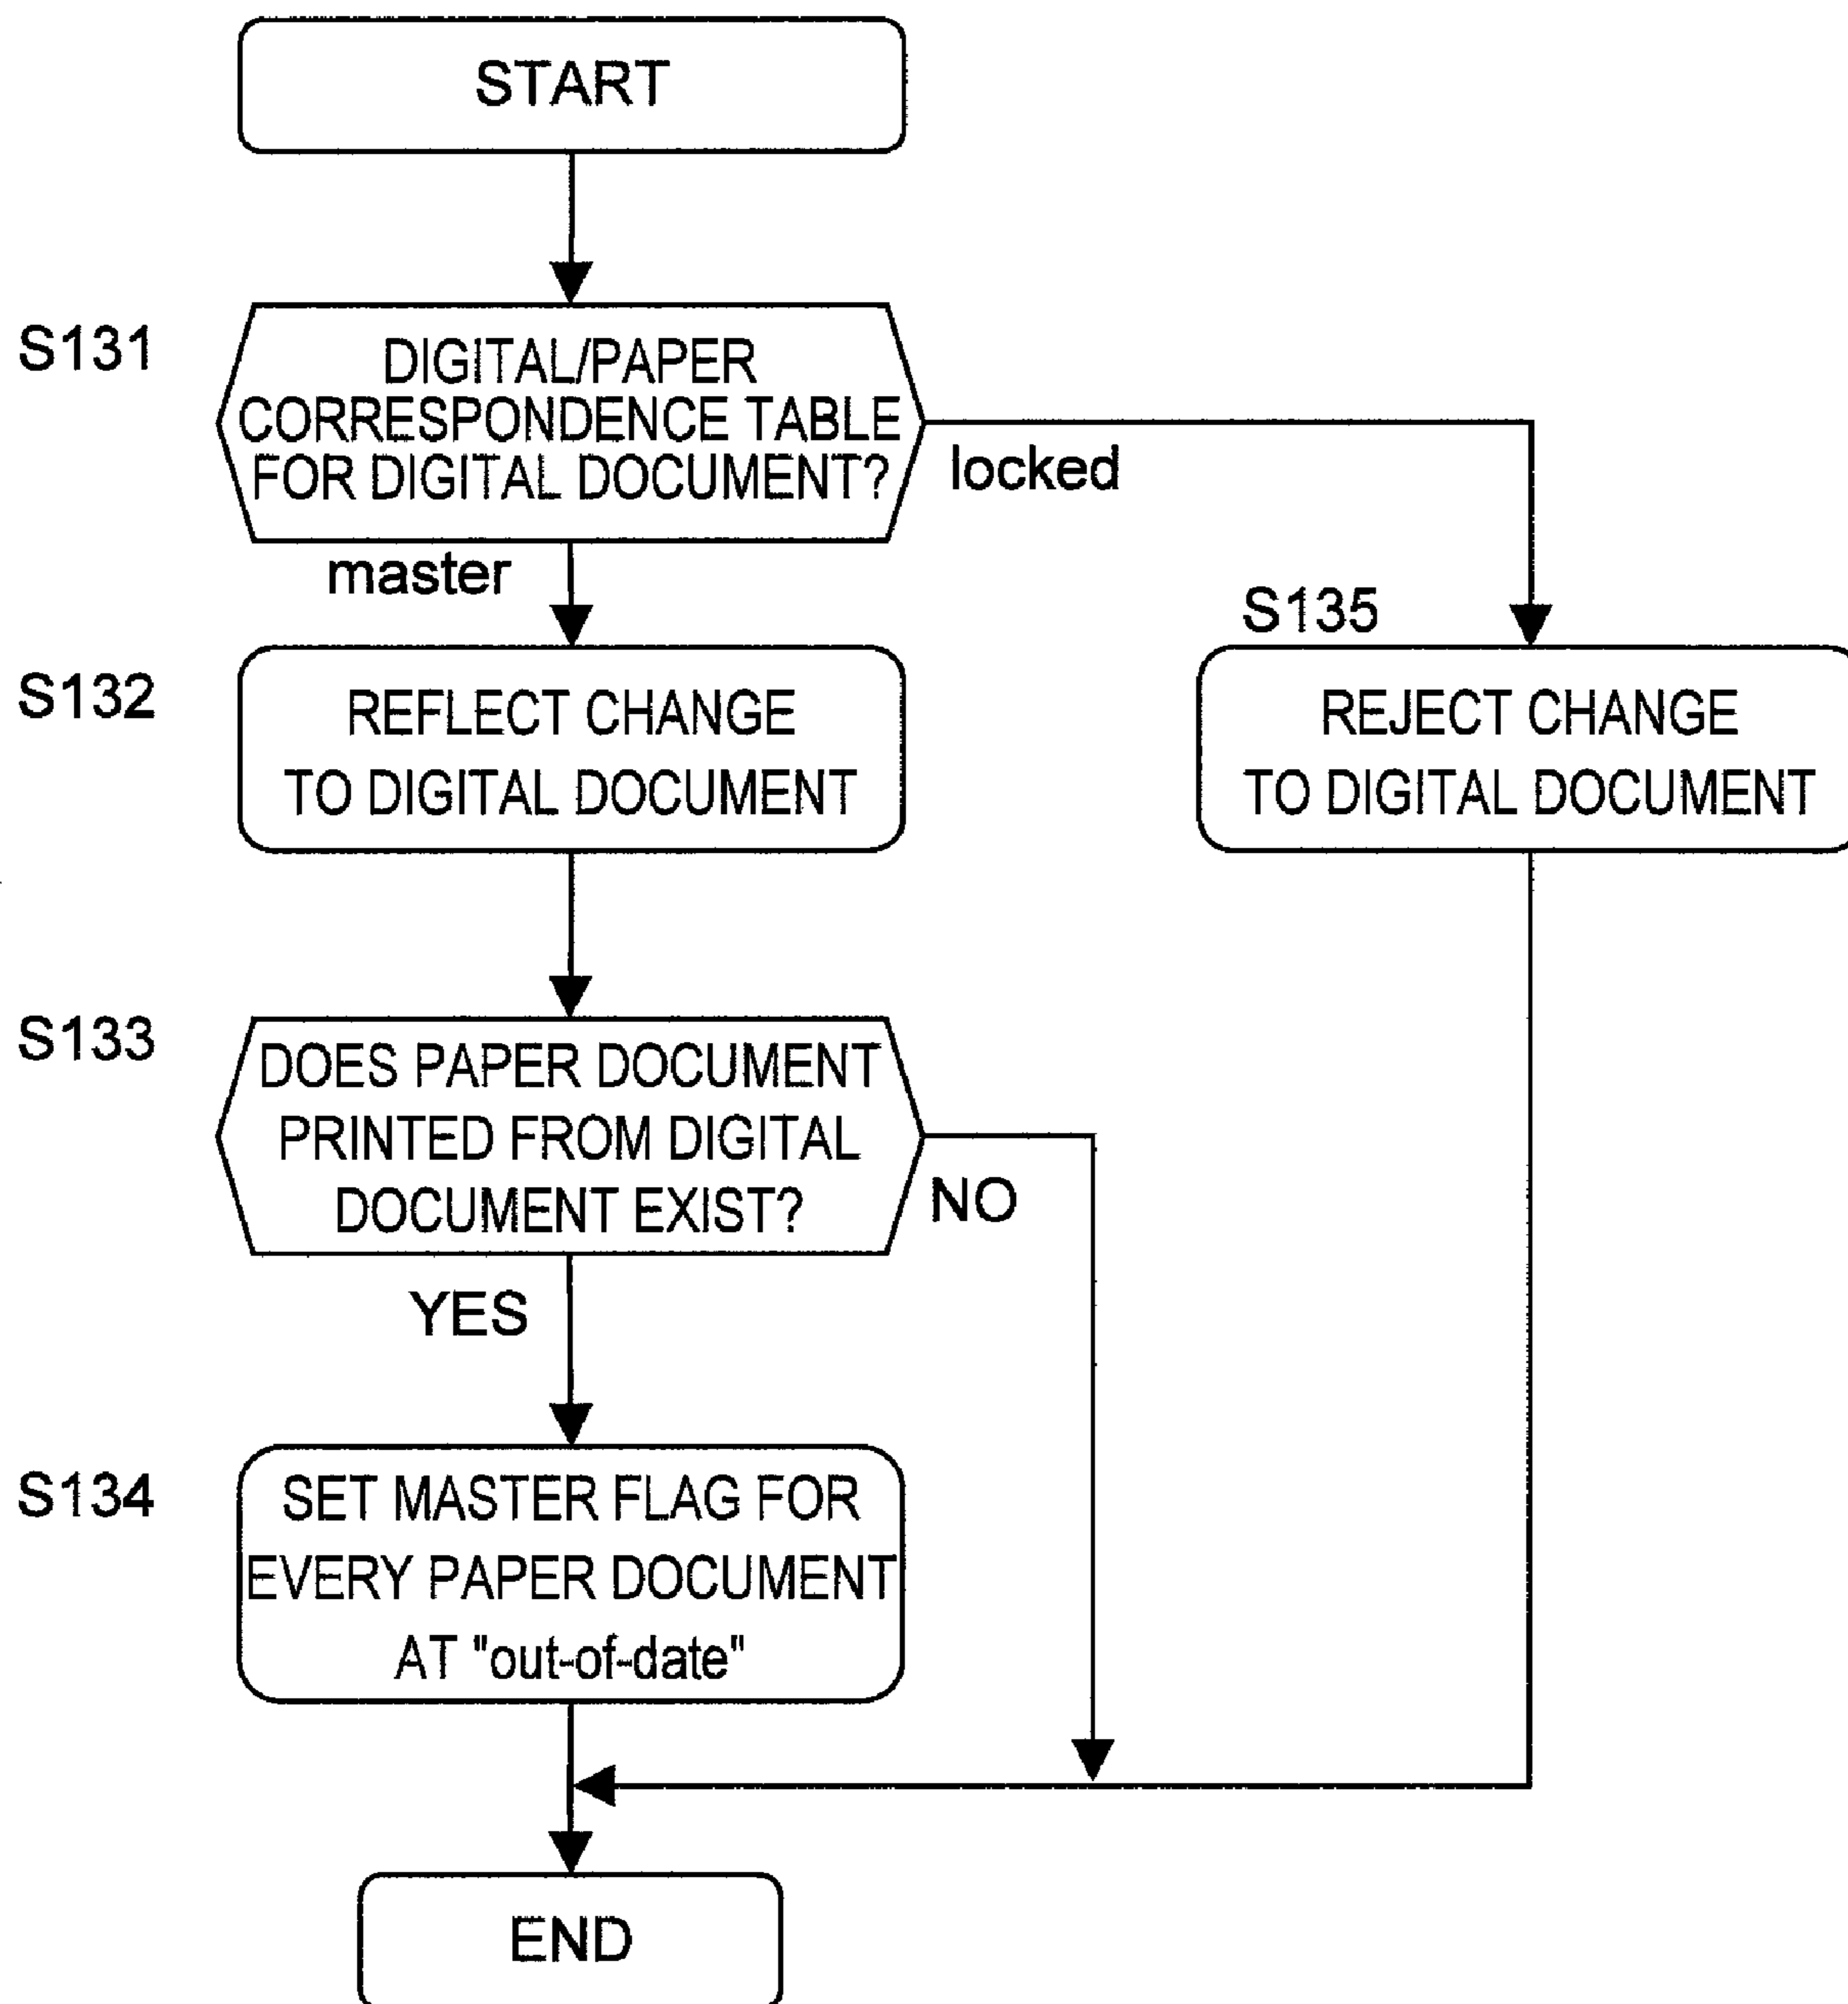 START
S131
DIGITAL/PAPER
CORRESPONDENCE TABLE
FOR DIGITAL DOCUMENT?
locked
master
S135
S132
REFLECT CHANGE
TO DIGITAL DOCUMENT
REJECT CHANGE
TO DIGITAL DOCUMENT
S133
DOES PAPER DOCUMENT
PRINTED FROM DIGITAL
DOCUMENT EXIST?
NO
YES
S134
SET MASTER FLAG FOR
EVERY PAPER DOCUMENT
AT "out-of-date"
END